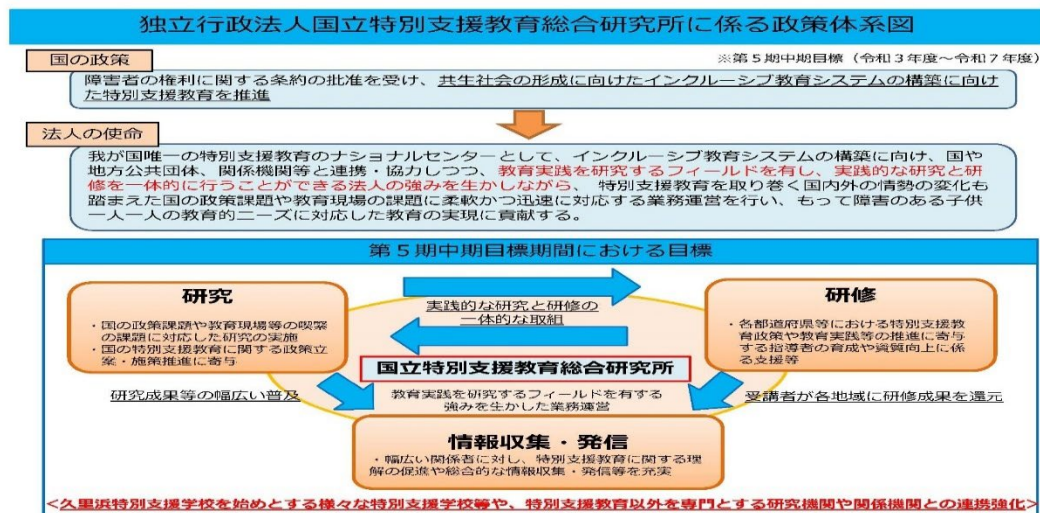 独立行政法人国立特別支援教育総合研究所に係る政策体系図
国の政策
※第5期中期目標(令和3年度~令和7年度)
障害者の権利に関する条約の批准を受け、共生社会の形成に向けたインクルーシブ教育システムの構築に向け
た特別支援教育を推進
法人の使命
我が国唯一の特別支援教育のナショナルセンターとして、インクルーシブ教育システムの構築に向け、国や
地方公共団体、関係機関等と連携・協力しつつ、教育実践を研究するフィールドを有し、実践的な研究と研
修を一体的に行うことができる法人の強みを生かしながら、特別支援教育を取り巻く国内外の情勢の変化も
踏まえた国の政策課題や教育現場の課題に柔軟かつ迅速に対応する業務運営を行い、もって障害のある子供
一人一人の教育的ニーズに対応した教育の実現に貢献する。
第5期中期目標期間における目標
研究
・国の政策課題や教育現場等の喫緊
の課題に対応した研究の実施
・国の特別支援教育に関する政策立
案・施策推進に寄与
実践的な研究と研修の
一体的な取組
研修
・各都道府県等における特別支援教
育政策や教育実践等の推進に寄与
する指導者の育成や資質向上に係
る支援等
国立特別支援教育総合研究所
教育実践を研究するフィールドを有する
強みを生かした業務運営
研究成果等の幅広い普及
受講者が各地域に研修成果を還元
情報収集・発信
・幅広い関係者に対し、特別支援教育に関する理
解の促進や総合的な情報収集・発信等を充実
<久里浜特別支援学校を始めとする様々な特別支援学校等や、特別支援教育以外を専門とする研究機関や関係機関との連携強化>